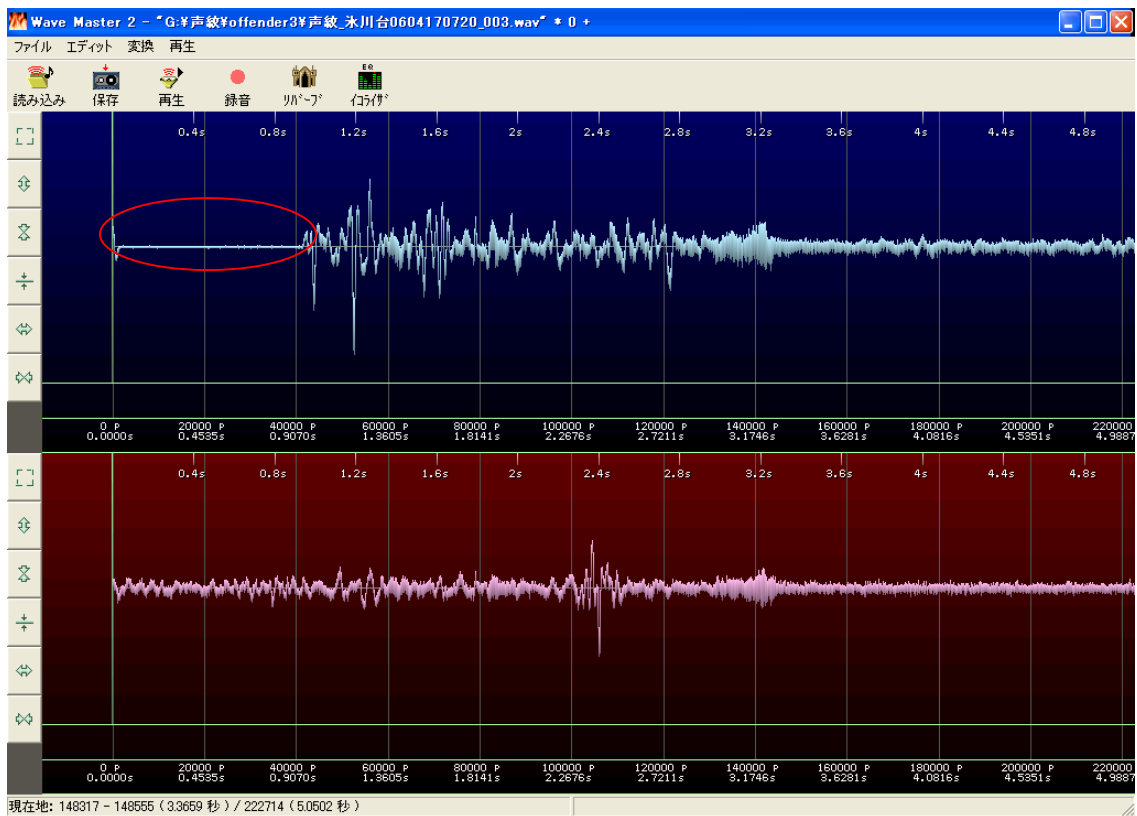 Wave Master 2 - "G:¥声紋¥offender3¥声紋_氷川台0604170720_003.wav" * 0 +
ファイル エディット 変換 再生
EQ
読み込み 保存 再生 録音 ﾘﾊﾞｰﾌﾞ ｲｺﾗｲｻﾞ
0.4s 0.8s 1.2s 1.6s 2s 2.4s 2.8s 3.2s 3.6s 4s 4.4s 4.8s
0 P 20000 P 40000 P 60000 P 80000 P 100000 P 120000 P 140000 P 160000 P 180000 P 200000 P 220000
0.0000s 0.4535s 0.9070s 1.3605s 1.8141s 2.2676s 2.7211s 3.1746s 3.6281s 4.0816s 4.5351s 4.9887
0.4s 0.8s 1.2s 1.6s 2s 2.4s 2.8s 3.2s 3.6s 4s 4.4s 4.8s
0 P 20000 P 40000 P 60000 P 80000 P 100000 P 120000 P 140000 P 160000 P 180000 P 200000 P 220000
0.0000s 0.4535s 0.9070s 1.3605s 1.8141s 2.2676s 2.7211s 3.1746s 3.6281s 4.0816s 4.5351s 4.9887
現在地: 148317 - 148555 ( 3.3659 秒 ) / 222714 ( 5.0502 秒 )